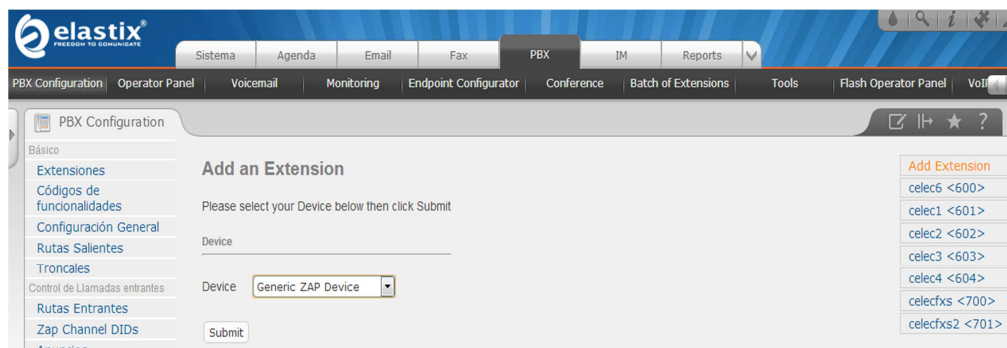 elastix®
FREEDOM TO COMMUNICATE
Sistema Agenda Email Fax PBX IM Reports
PBX Configuration Operator Panel Voicemail Monitoring Endpoint Configurator Conference Batch of Extensions Tools Flash Operator Panel
PBX Configuration
Básico
Extensiones
Códigos de
funcionalidades
Configuración General
Rutas Salientes
Troncales
Control de Llamadas entrantes
Rutas Entrantes
Zap Channel DIDs
Add an Extension
Please select your Device below then click Submit
Device
Device Generic ZAP Device
Submit
Add Extension
celec6 <600>
celec1 <601>
celec2 <602>
celec3 <603>
celec4 <604>
celecfxs <700>
celecfxs2 <701>